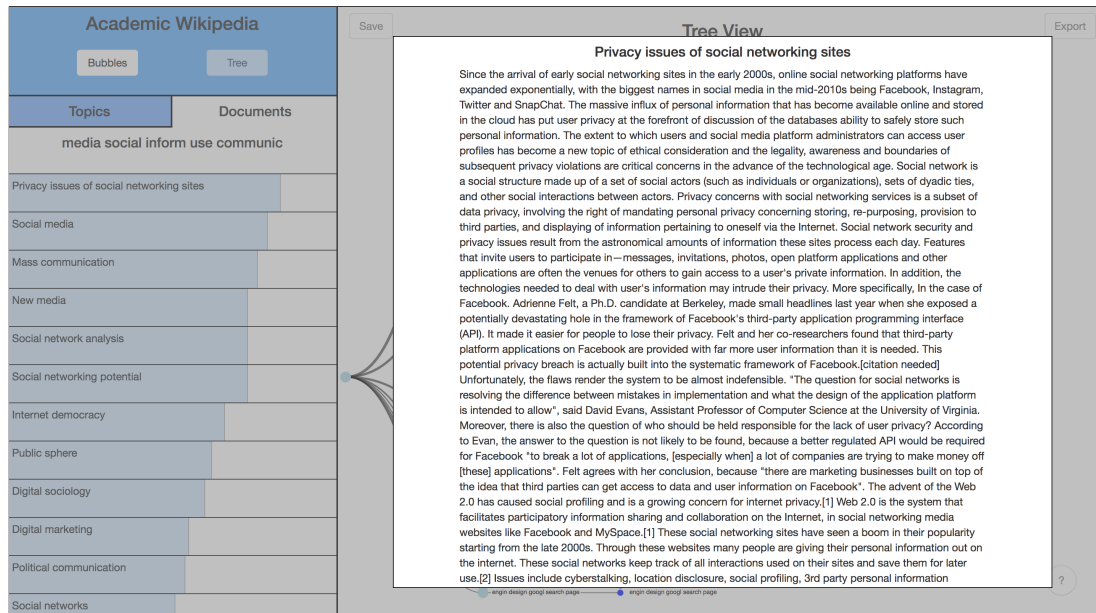 Academic Wikipedia
Bubbles
Tree
Topics
Documents
media social inform use communic
Privacy issues of social networking sites
Social media
Mass communication
New media
Social network analysis
Social networking potential
Internet democracy
Public sphere
Digital sociology
Digital marketing
Political communication
Social networks
Save
Tree View
Export
Privacy issues of social networking sites
Since the arrival of early social networking sites in the early 2000s, online social networking platforms have
expanded exponentially, with the biggest names in social media in the mid-2010s being Facebook, Instagram,
Twitter and SnapChat. The massive influx of personal information that has become available online and stored
in the cloud has put user privacy at the forefront of discussion of the databases ability to safely store such
personal information. The extent to which users and social media platform administrators can access user
profiles has become a new topic of ethical consideration and the legality, awareness and boundaries of
subsequent privacy violations are critical concerns in the advance of the technological age. Social network is
a social structure made up of a set of social actors (such as individuals or organizations), sets of dyadic ties,
and other social interactions between actors. Privacy concerns with social networking services is a subset of
data privacy, involving the right of mandating personal privacy concerning storing, re-purposing, provision to
third parties, and displaying of information pertaining to oneself via the Internet. Social network security and
privacy issues result from the astronomical amounts of information these sites process each day. Features
that invite users to participate in—messages, invitations, photos, open platform applications and other
applications are often the venues for others to gain access to a user's private information. In addition, the
technologies needed to deal with user's information may intrude their privacy. More specifically, In the case of
Facebook. Adrienne Felt, a Ph.D. candidate at Berkeley, made small headlines last year when she exposed a
potentially devastating hole in the framework of Facebook's third-party application programming interface
(API). It made it easier for people to lose their privacy. Felt and her co-researchers found that third-party
platform applications on Facebook are provided with far more user information than it is needed. This
potential privacy breach is actually built into the systematic framework of Facebook.[citation needed]
Unfortunately, the flaws render the system to be almost indefensible. "The question for social networks is
resolving the difference between mistakes in implementation and what the design of the application platform
is intended to allow", said David Evans, Assistant Professor of Computer Science at the University of Virginia.
Moreover, there is also the question of who should be held responsible for the lack of user privacy? According
to Evan, the answer to the question is not likely to be found, because a better regulated API would be required
for Facebook "to break a lot of applications, [especially when] a lot of companies are trying to make money off
[these] applications". Felt agrees with her conclusion, because "there are marketing businesses built on top of
the idea that third parties can get access to data and user information on Facebook". The advent of the Web
2.0 has caused social profiling and is a growing concern for internet privacy.[1] Web 2.0 is the system that
facilitates participatory information sharing and collaboration on the Internet, in social networking media
websites like Facebook and MySpace.[1] These social networking sites have seen a boom in their popularity
starting from the late 2000s. Through these websites many people are giving their personal information out on
the internet. These social networks keep track of all interactions used on their sites and save them for later
use.[2] Issues include cyberstalking, location disclosure, social profiling, 3rd party personal information
engin design googl search page
engin design googl search page
?